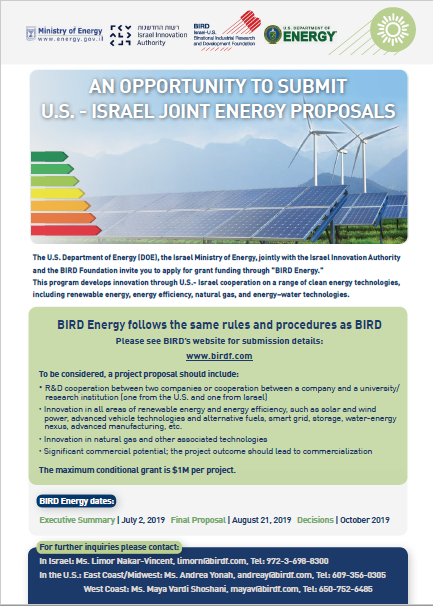 Ministry of Energy
www.energy.gov.il
רשות החדשנות
Israel Innovation
Authority
BIRD
Israel-U.S.
Binational Industrial Research
and Development Foundation
U.S. DEPARTMENT OF
ENERGY
AN OPPORTUNITY TO SUBMIT
U.S. - ISRAEL JOINT ENERGY PROPOSALS
The U.S. Department of Energy (DOE), the Israel Ministry of Energy, jointly with the Israel Innovation Authority
and the BIRD Foundation invite you to apply for grant funding through "BIRD Energy."
This program develops innovation through U.S.- Israel cooperation on a range of clean energy technologies,
including renewable energy, energy efficiency, natural gas, and energy-water technologies.
BIRD Energy follows the same rules and procedures as BIRD
Please see BIRD's website for submission details:
www.birdf.com
To be considered, a project proposal should include:
• R&D cooperation between two companies or cooperation between a company and a university/
research institution (one from the U.S. and one from Israel)
• Innovation in all areas of renewable energy and energy efficiency, such as solar and wind
power, advanced vehicle technologies and alternative fuels, smart grid, storage, water-energy
nexus, advanced manufacturing, etc.
• Innovation in natural gas and other associated technologies
• Significant commercial potential; the project outcome should lead to commercialization
The maximum conditional grant is $1M per project.
BIRD Energy dates:
Executive Summary | July 2, 2019 Final Proposal | August 21, 2019 Decisions | October 2019
For further inquiries please contact:
In Israel: Ms. Limor Nakar-Vincent, limorn@birdf.com, Tel: 972-3-698-8300
In the U.S.: East Coast/Midwest: Ms. Andrea Yonah, andreay@birdf.com, Tel: 609-356-0305
West Coast: Ms. Maya Vardi Shoshani, mayav@birdf.com, Tel: 650-752-6485